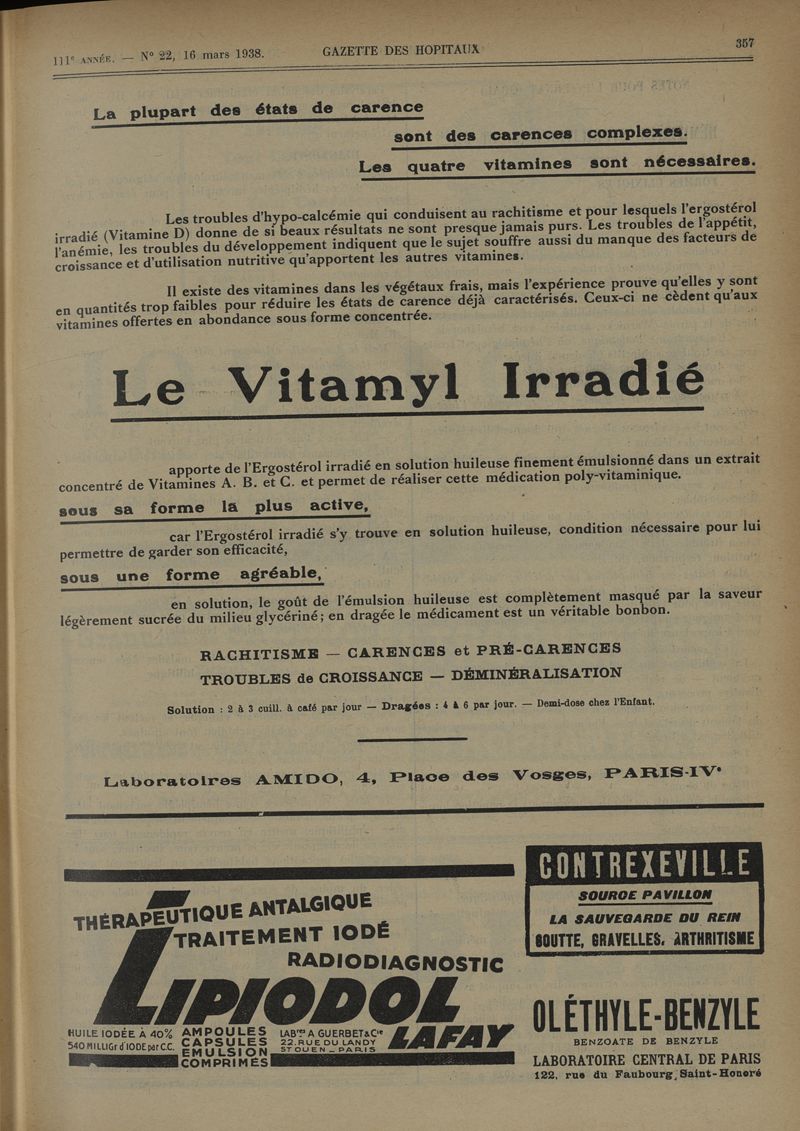 111e ANNÉE. — N° 22, 16 mars 1938.
GAZETTE DES HOPITAUX
357
La plupart des états de carence
sont des carences complexes.
Les quatre vitamines sont nécessaires.
Les troubles d'hypo-calcémie qui conduisent au rachitisme et pour lesquels l'ergostérol
irradié (Vitamine D) donne de si beaux résultats ne sont presque jamais purs. Les troubles de l'appétit,
l'anémie, les troubles du développement indiquent que le sujet souffre aussi du manque des facteurs de
croissance et d'utilisation nutritive qu'apportent les autres vitamines.
Il existe des vitamines dans les végétaux frais, mais l'expérience prouve qu'elles y sont
en quantités trop faibles pour réduire les états de carence déjà caractérisés. Ceux-ci ne cèdent qu'aux
vitamines offertes en abondance sous forme concentrée.
Le Vitamyl Irradié
apporte de l'Ergostérol irradié en solution huileuse finement émulsionné dans un extrait
concentré de Vitamines A. B. et C. et permet de réaliser cette médication poly-vitaminique.
sous sa forme la plus active,
car l'Ergostérol irradié s'y trouve en solution huileuse, condition nécessaire pour lui
permettre de garder son efficacité,
sous une forme agréable,
en solution, le goût de l'émulsion huileuse est complètement masqué par la saveur
légèrement sucrée du milieu glycériné; en dragée le médicament est un véritable bonbon.
RACHITISME — CARENCES et PRÉ-CARENCES
TROUBLES de CROISSANCE — DÉMINÉRALISATION
Solution : 2 à 3 cuill. à café par jour — Dragées : 4 à 6 par jour. — Demi-dose chez l'Enfant.
Laboratoires AMIDO, 4, Place des Vosges, PARIS-IVe
THÉRAPEUTIQUE ANTALGIQUE
TRAITEMENT IODÉ
RADIODIAGNOSTIC
LIPIODOL
LAFAY
HUILE IODÉE A 40%
540 MILLIGr d'IODE par C.C.
AMPOULES
CAPSULES
EMULSION
COMPRIMÉS
LABres A GUERBET & Cie
22. RUE DU LANDY
ST OUEN _ PARIS
CONTREXEVILLE
SOURCE PAVILLON
LA SAUVEGARDE DU REIN
GOUTTE, GRAVELLES, ARTHRITISME
OLÉTHYLE-BENZYLE
BENZOATE DE BENZYLE
LABORATOIRE CENTRAL DE PARIS
122, rue du Faubourg, Saint-Honoré